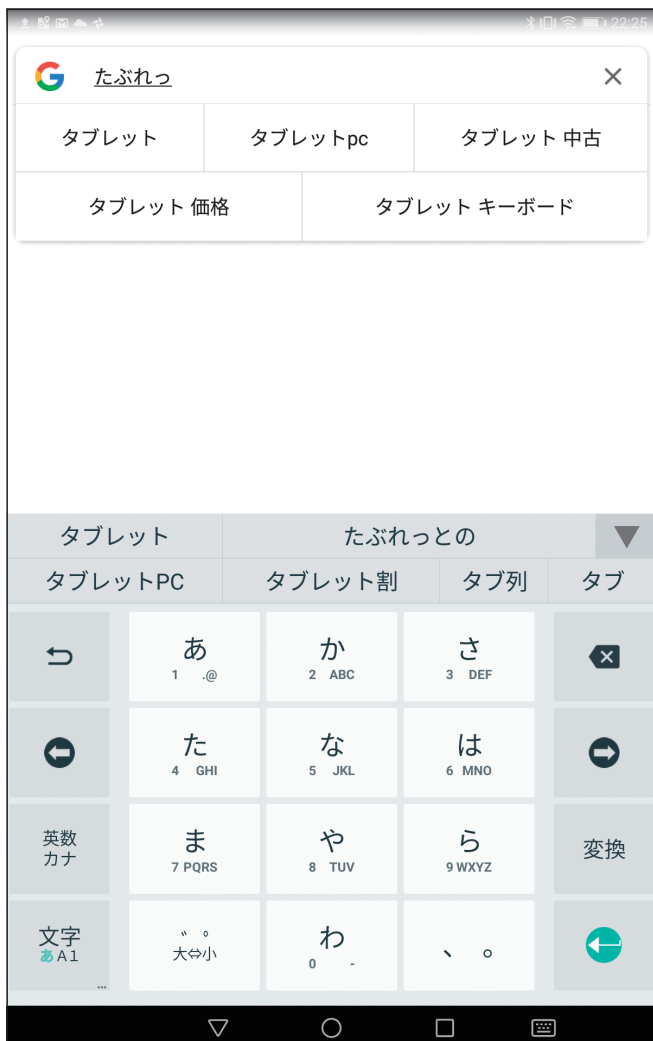 22:25
たぶれっ
タブレット タブレットpc タブレット 中古
タブレット 価格 タブレット キーボード
タブレット たぶれっとの
タブレットPC タブレット割 タブ列 タブ
あ か さ
1 .@ 2 ABC 3 DEF
た な は
4 GHI 5 JKL 6 MNO
英数 ま や ら 変換
カナ 7 PQRS 8 TUV 9 WXYZ
文字 ゛ ゜ わ 、 。
あA1 大⇔小 0 -
...